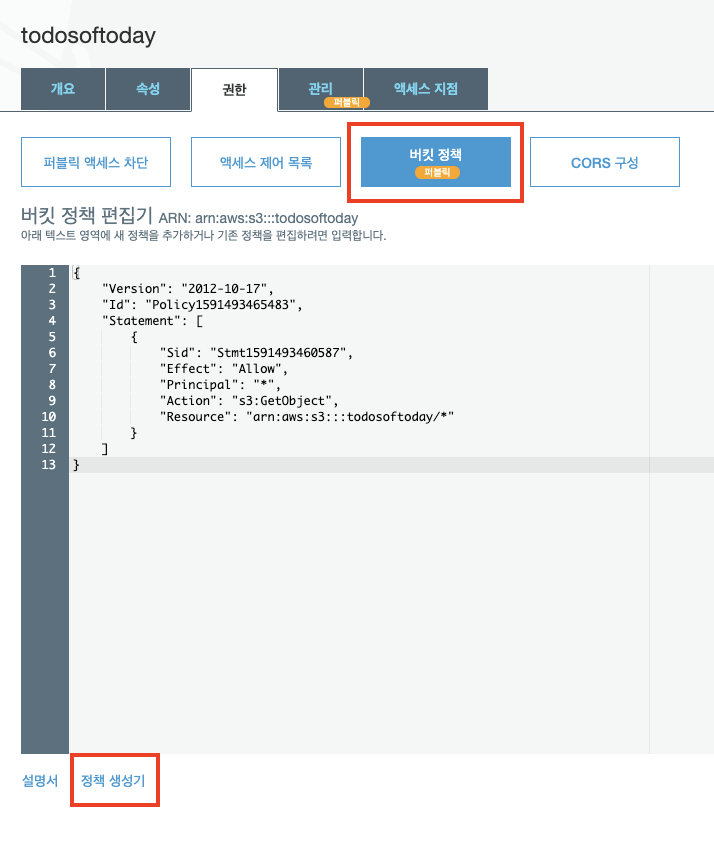 todosoftoday
개요 속성 권한 관리 액세스 지점
퍼블릭
퍼블릭 액세스 차단 액세스 제어 목록 버킷 정책 CORS 구성
퍼블릭
버킷 정책 편집기 ARN: arn:aws:s3:::todosoftoday
아래 텍스트 영역에 새 정책을 추가하거나 기존 정책을 편집하려면 입력합니다.
1 {
2 "Version": "2012-10-17",
3 "Id": "Policy1591493465483",
4 "Statement": [
5 {
6 "Sid": "Stmt1591493460587",
7 "Effect": "Allow",
8 "Principal": "*",
9 "Action": "s3:GetObject",
10 "Resource": "arn:aws:s3:::todosoftoday/*"
11 }
12 ]
13 }
설명서 정책 생성기